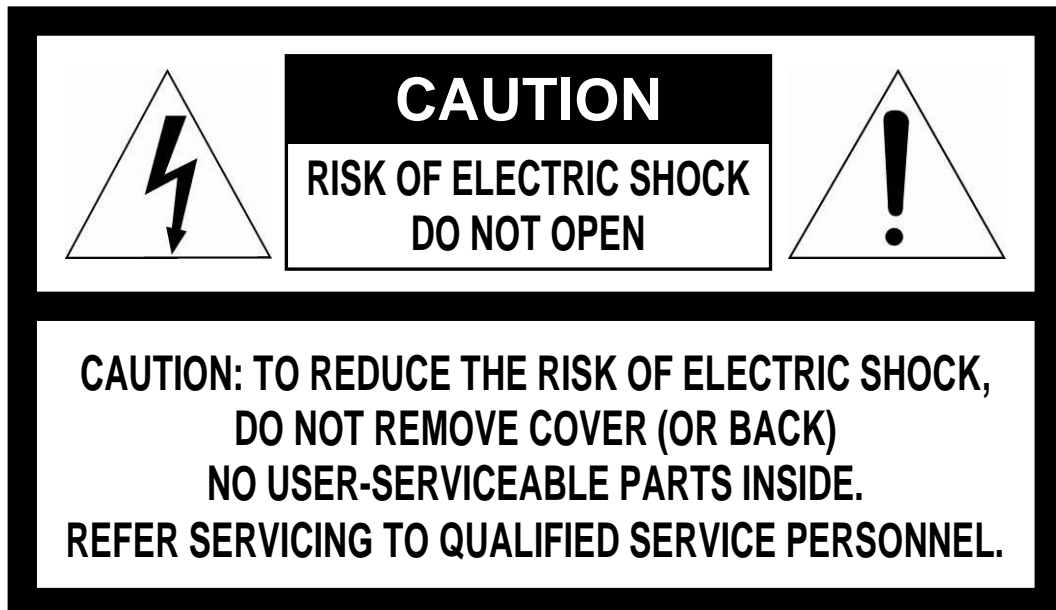 CAUTION
RISK OF ELECTRIC SHOCK
DO NOT OPEN
CAUTION: TO REDUCE THE RISK OF ELECTRIC SHOCK,
DO NOT REMOVE COVER (OR BACK)
NO USER-SERVICEABLE PARTS INSIDE.
REFER SERVICING TO QUALIFIED SERVICE PERSONNEL.